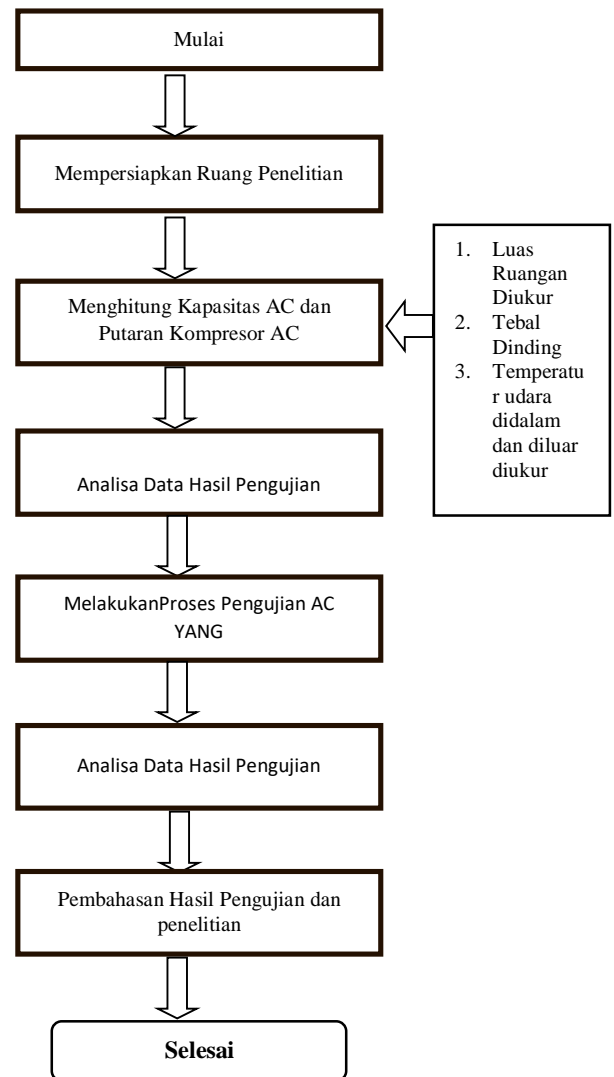 Mulai
Mempersiapkan Ruang Penelitian
Menghitung Kapasitas AC dan
Putaran Kompresor AC
1. Luas
Ruangan
Diukur
2. Tebal
Dinding
3. Temperatu
r udara
didalam
dan diluar
diukur
Analisa Data Hasil Pengujian
MelakukanProses Pengujian AC
YANG
Analisa Data Hasil Pengujian
Pembahasan Hasil Pengujian dan
penelitian
Selesai